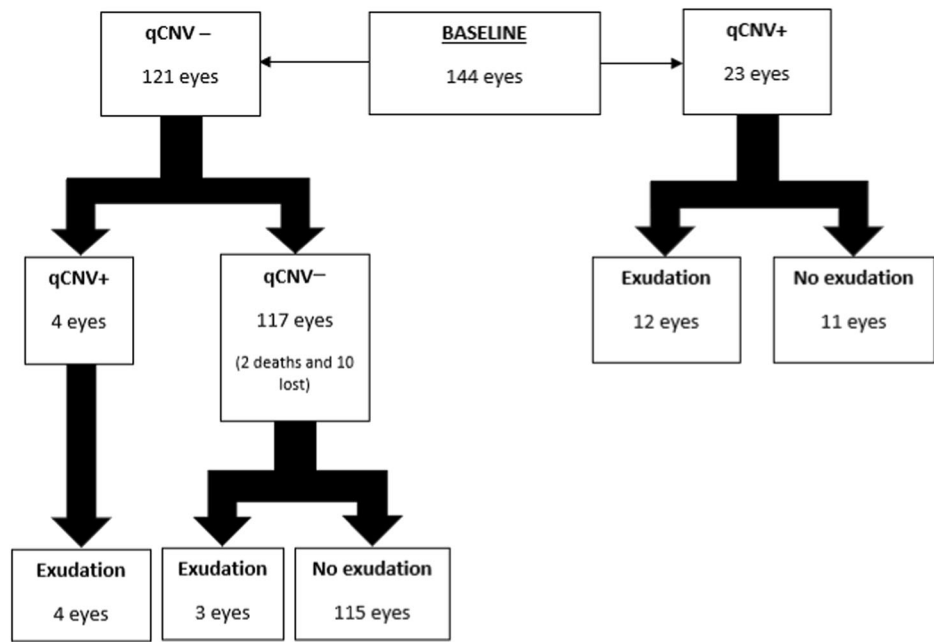 qCNV –
121 eyes
BASELINE
144 eyes
qCNV+
23 eyes
qCNV+
4 eyes
qCNV–
117 eyes
(2 deaths and 10
lost)
Exudation
12 eyes
No exudation
11 eyes
Exudation
4 eyes
Exudation
3 eyes
No exudation
115 eyes